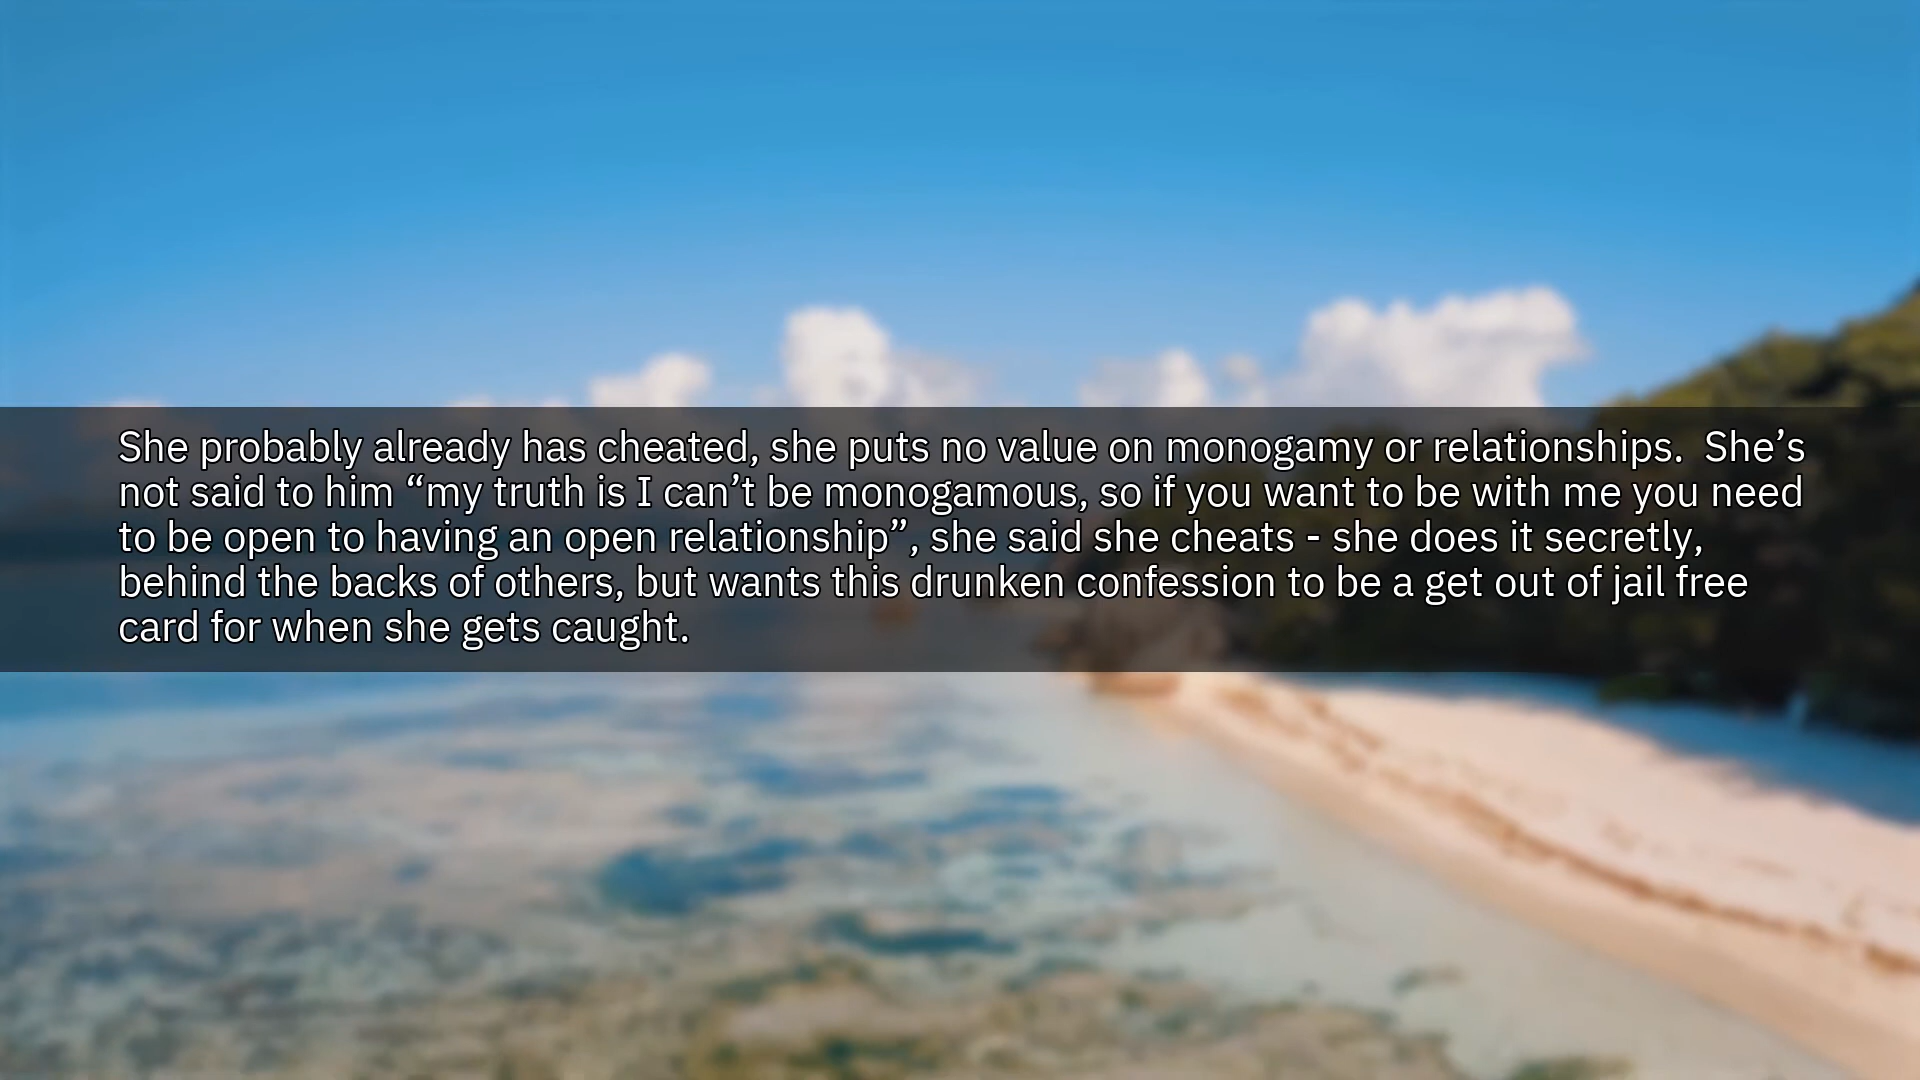 She probably already has cheated, she puts no value on monogamy or relationships.  She’s
not said to him “my truth is I can’t be monogamous, so if you want to be with me you need
to be open to having an open relationship”, she said she cheats - she does it secretly,
behind the backs of others, but wants this drunken confession to be a get out of jail free
card for when she gets caught.